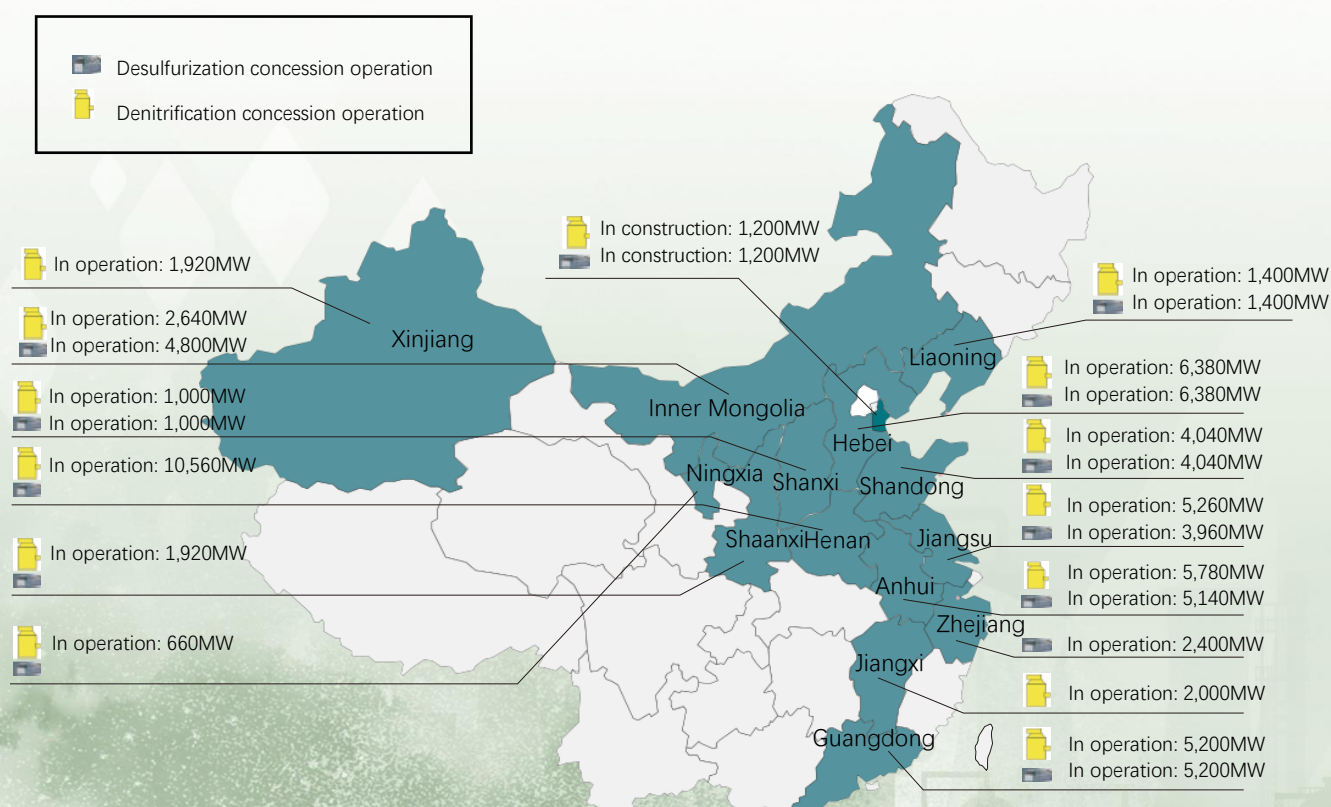 Desulfurization concession operation
Denitrification concession operation
In construction: 1,200MW
In construction: 1,200MW
In operation: 1,920MW
In operation: 2,640MW
In operation: 4,800MW
In operation: 1,000MW
In operation: 1,000MW
In operation: 10,560MW
In operation: 1,920MW
In operation: 660MW
In operation: 1,400MW
In operation: 1,400MW
In operation: 6,380MW
In operation: 6,380MW
In operation: 4,040MW
In operation: 4,040MW
In operation: 5,260MW
In operation: 3,960MW
In operation: 5,780MW
In operation: 5,140MW
In operation: 2,400MW
In operation: 2,000MW
In operation: 5,200MW
In operation: 5,200MW
Xinjiang
Liaoning
Inner Mongolia
Hebei
Ningxia
Shanxi
Shandong
Shaanxi
Henan
Jiangsu
Anhui
Zhejiang
Jiangxi
Guangdong